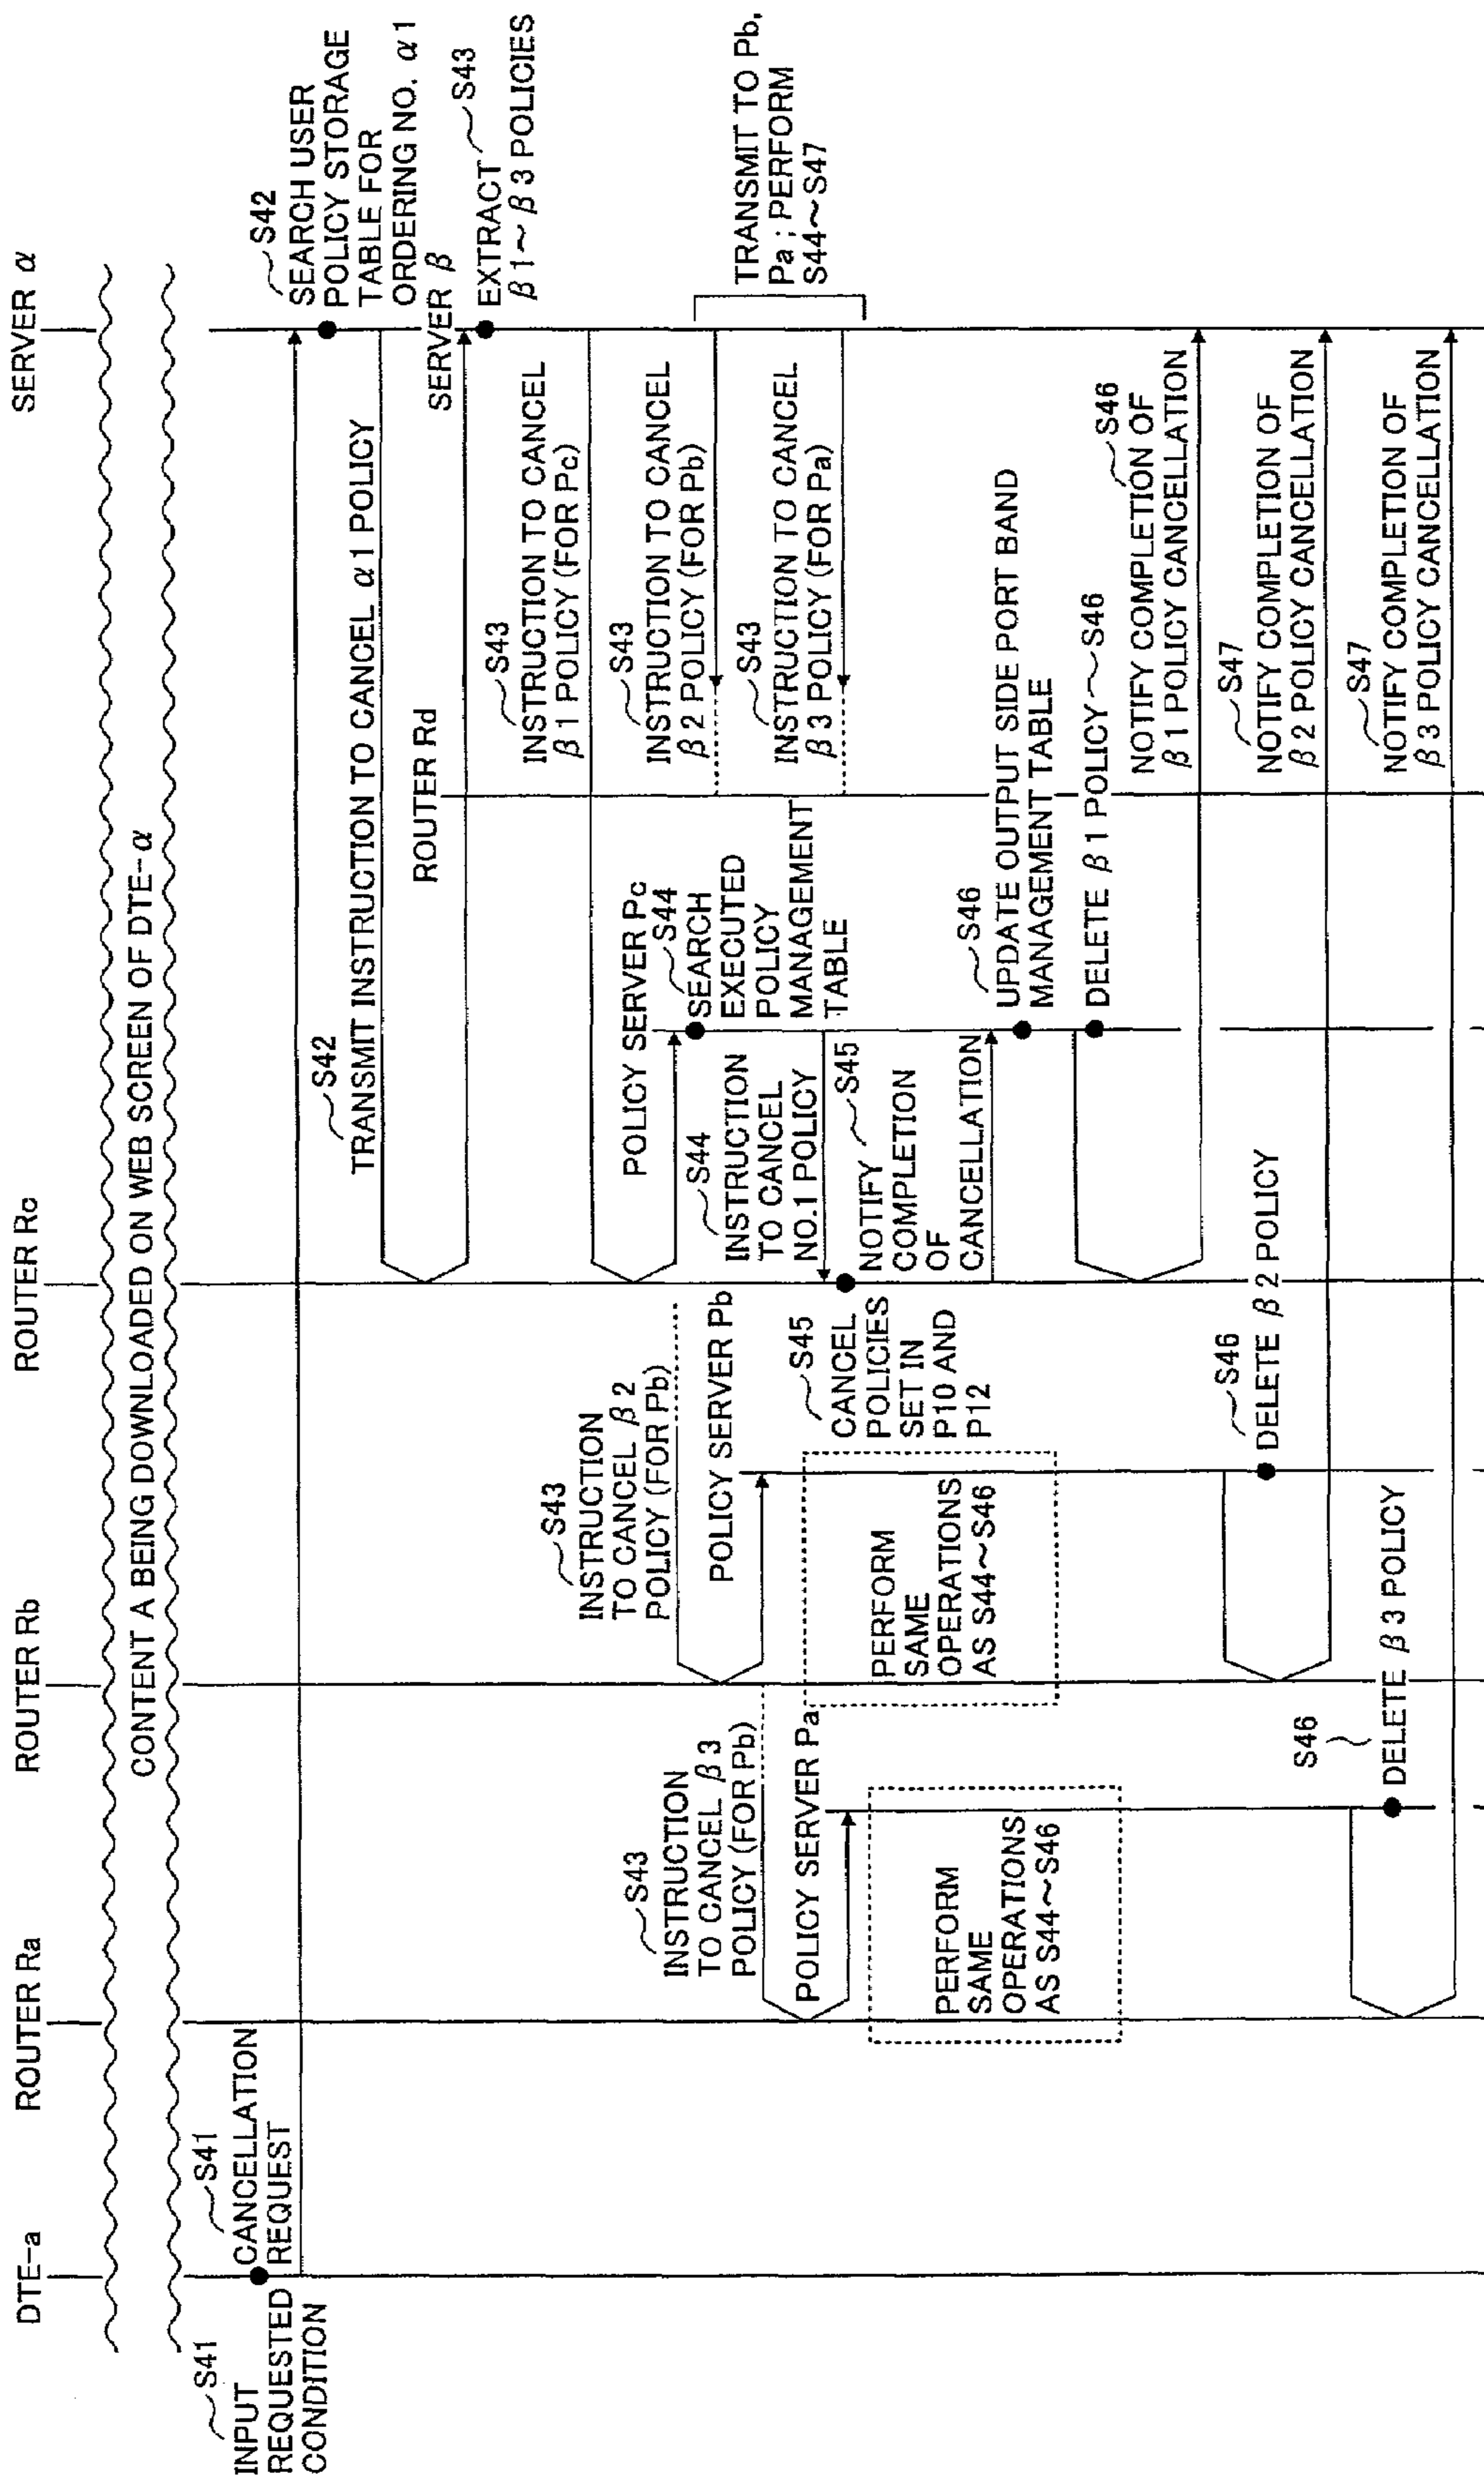 DTE-a
ROUTER Ra
ROUTER Rb
ROUTER Rc
SERVER α
CONTENT A BEING DOWNLOADED ON WEB SCREEN OF DTE-α
S41
INPUT
REQUESTED
CONDITION
S41
CANCELLATION
REQUEST
S42
SEARCH USER
POLICY STORAGE
TABLE FOR
ORDERING NO. α1
S42
TRANSMIT INSTRUCTION TO CANCEL α1 POLICY
ROUTER Rd
SERVER β
S43
EXTRACT
β1~β3 POLICIES
S43
INSTRUCTION TO CANCEL
β1 POLICY (FOR Pc)
S43
INSTRUCTION TO CANCEL
β2 POLICY (FOR Pb)
S43
INSTRUCTION TO CANCEL
β3 POLICY (FOR Pa)
TRANSMIT TO Pb,
Pa ; PERFORM
S44~S47
POLICY SERVER Pc
S44
SEARCH
EXECUTED
POLICY
MANAGEMENT
TABLE
S44
INSTRUCTION
TO CANCEL
NO.1 POLICY
S45
NOTIFY
COMPLETION
OF
CANCELLATION
S45
CANCEL
POLICIES
SET IN
P10 AND
P12
S43
INSTRUCTION
TO CANCEL β2
POLICY (FOR Pb)
POLICY SERVER Pb
PERFORM
SAME
OPERATIONS
AS S44~S46
S43
INSTRUCTION
TO CANCEL β3
POLICY (FOR Pb)
POLICY SERVER Pa
PERFORM
SAME
OPERATIONS
AS S44~S46
S46
UPDATE OUTPUT SIDE PORT BAND
MANAGEMENT TABLE
DELETE β1 POLICY S46
S46
NOTIFY COMPLETION OF
β1 POLICY CANCELLATION
S46
DELETE β2 POLICY
S47
NOTIFY COMPLETION OF
β2 POLICY CANCELLATION
S46
DELETE β3 POLICY
S47
NOTIFY COMPLETION OF
β3 POLICY CANCELLATION